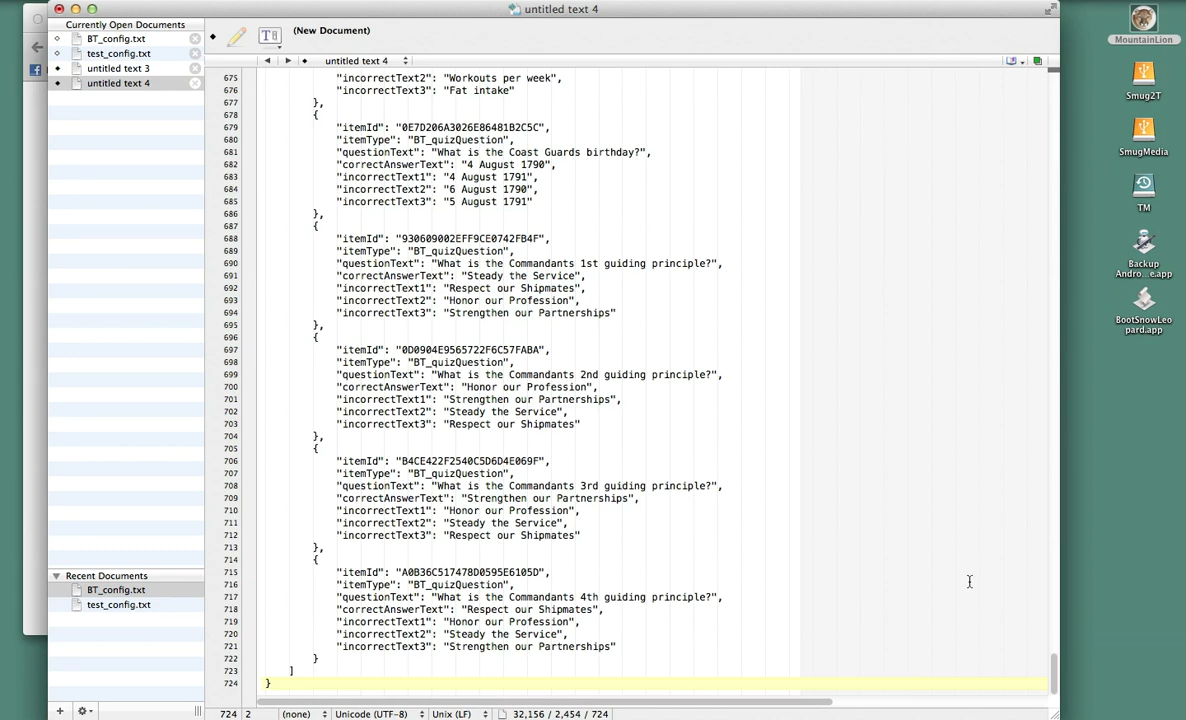 untitled text 4
Currently Open Documents
BT_config.txt
test_config.txt
untitled text 3
untitled text 4
(New Document)
untitled text 4
675 "incorrectText2": "Workouts per week",
676 "incorrectText3": "Fat intake"
677 },
678 {
679 "itemId": "0E7D206A3026E86481B2C5C",
680 "itemType": "BT_quizQuestion",
681 "questionText": "What is the Coast Guards birthday?",
682 "correctAnswerText": "4 August 1790",
683 "incorrectText1": "4 August 1791",
684 "incorrectText2": "6 August 1790",
685 "incorrectText3": "5 August 1791"
686 },
687 {
688 "itemId": "930609002EFF9CE0742FB4F",
689 "itemType": "BT_quizQuestion",
690 "questionText": "What is the Commandants 1st guiding principle?",
691 "correctAnswerText": "Steady the Service",
692 "incorrectText1": "Respect our Shipmates",
693 "incorrectText2": "Honor our Profession",
694 "incorrectText3": "Strengthen our Partnerships"
695 },
696 {
697 "itemId": "0D0904E9565722F6C57FABA",
698 "itemType": "BT_quizQuestion",
699 "questionText": "What is the Commandants 2nd guiding principle?",
700 "correctAnswerText": "Honor our Profession",
701 "incorrectText1": "Strengthen our Partnerships",
702 "incorrectText2": "Steady the Service",
703 "incorrectText3": "Respect our Shipmates"
704 },
705 {
706 "itemId": "B4CE422F2540C5D6D4E069F",
707 "itemType": "BT_quizQuestion",
708 "questionText": "What is the Commandants 3rd guiding principle?",
709 "correctAnswerText": "Strengthen our Partnerships",
710 "incorrectText1": "Honor our Profession",
711 "incorrectText2": "Steady the Service",
712 "incorrectText3": "Respect our Shipmates"
713 },
714 {
715 "itemId": "A0B36C517478D0595E6105D",
716 "itemType": "BT_quizQuestion",
717 "questionText": "What is the Commandants 4th guiding principle?",
718 "correctAnswerText": "Respect our Shipmates",
719 "incorrectText1": "Honor our Profession",
720 "incorrectText2": "Steady the Service",
721 "incorrectText3": "Strengthen our Partnerships"
722 }
723 ]
724 }
Recent Documents
BT_config.txt
test_config.txt
724 2 (none) Unicode (UTF-8) Unix (LF) 32,156 / 2,454 / 724
MountainLion
Smug2T
SmugMedia
TM
Backup
Andro...e.app
BootSnowLeo
pard.app